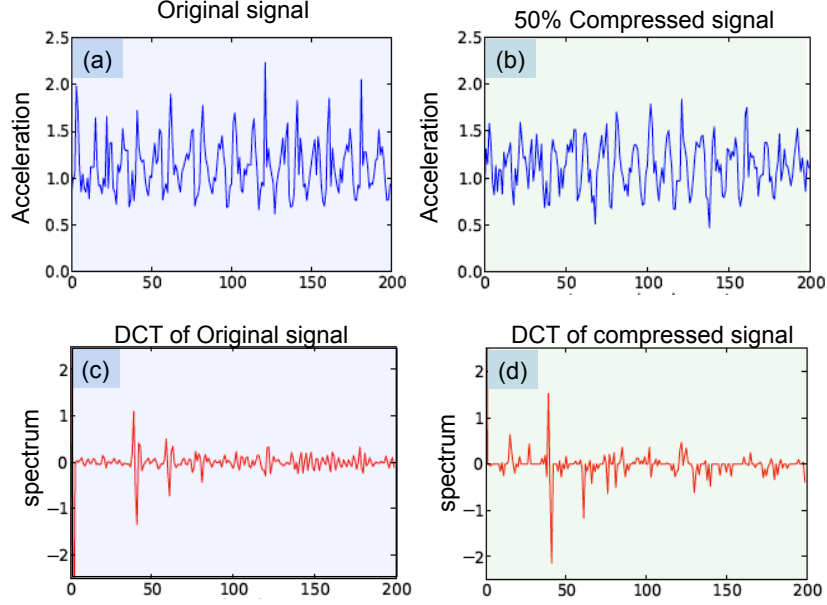 Original signal
50% Compressed signal
(a)
(b)
2.5
2.0
1.5
1.0
0.5
0.0
Acceleration
0 50 100 150 200
2.5
2.0
1.5
1.0
0.5
0.0
Acceleration
0 50 100 150 200
DCT of Original signal
DCT of compressed signal
(c)
(d)
2
1
0
−1
−2
spectrum
0 50 100 150 200
2
1
0
−1
−2
spectrum
0 50 100 150 200